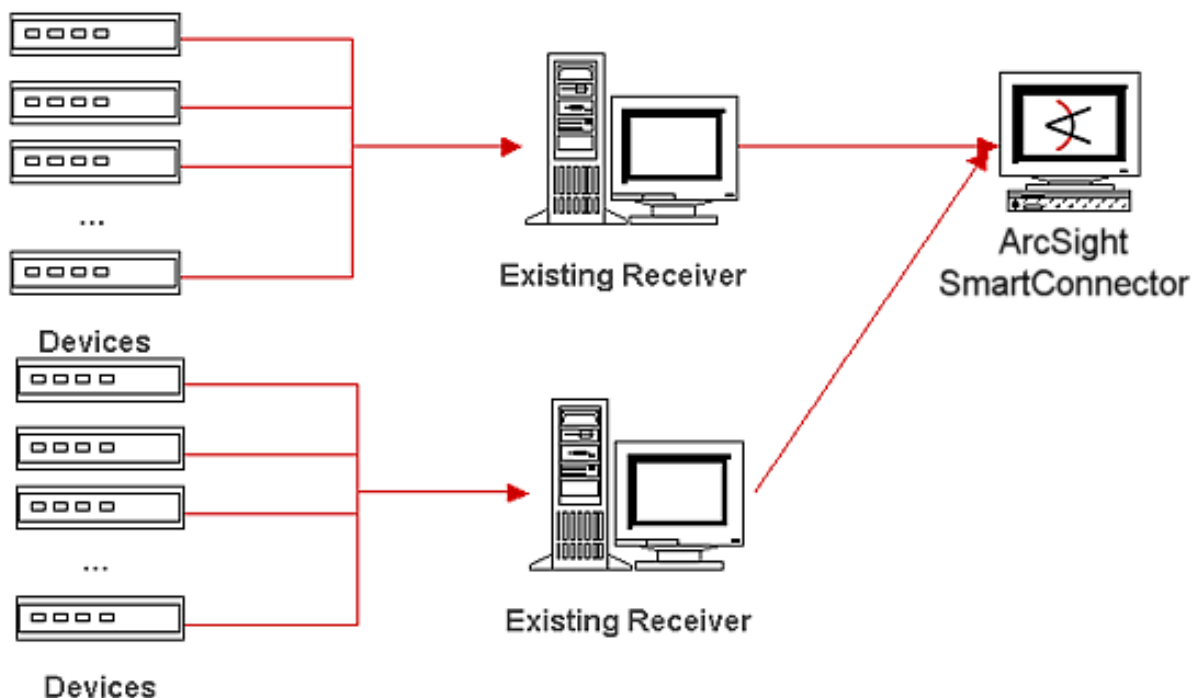 ...
Devices
Existing Receiver
ArcSight
SmartConnector
...
Devices
Existing Receiver